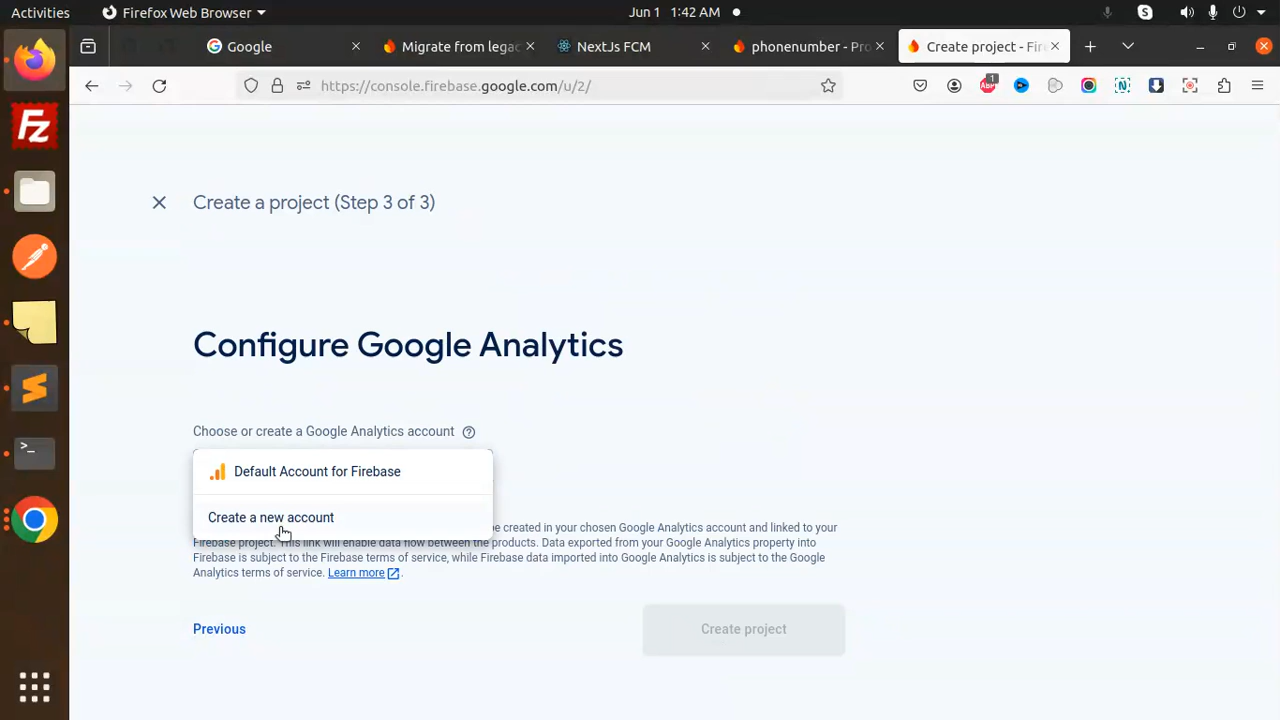 Activities
Firefox Web Browser
Jun 1 1:42 AM
Google
Migrate from legac
NextJs FCM
phonenumber - Pro
Create project - Fire
https://console.firebase.google.com/u/2/
1
ABP
Create a project (Step 3 of 3)
Configure Google Analytics
Choose or create a Google Analytics account
Default Account for Firebase
Create a new account
be created in your chosen Google Analytics account and linked to your
Firebase project. This link will enable data flow between the products. Data exported from your Google Analytics property into
Firebase is subject to the Firebase terms of service, while Firebase data imported into Google Analytics is subject to the Google
Analytics terms of service. Learn more .
Previous
Create project